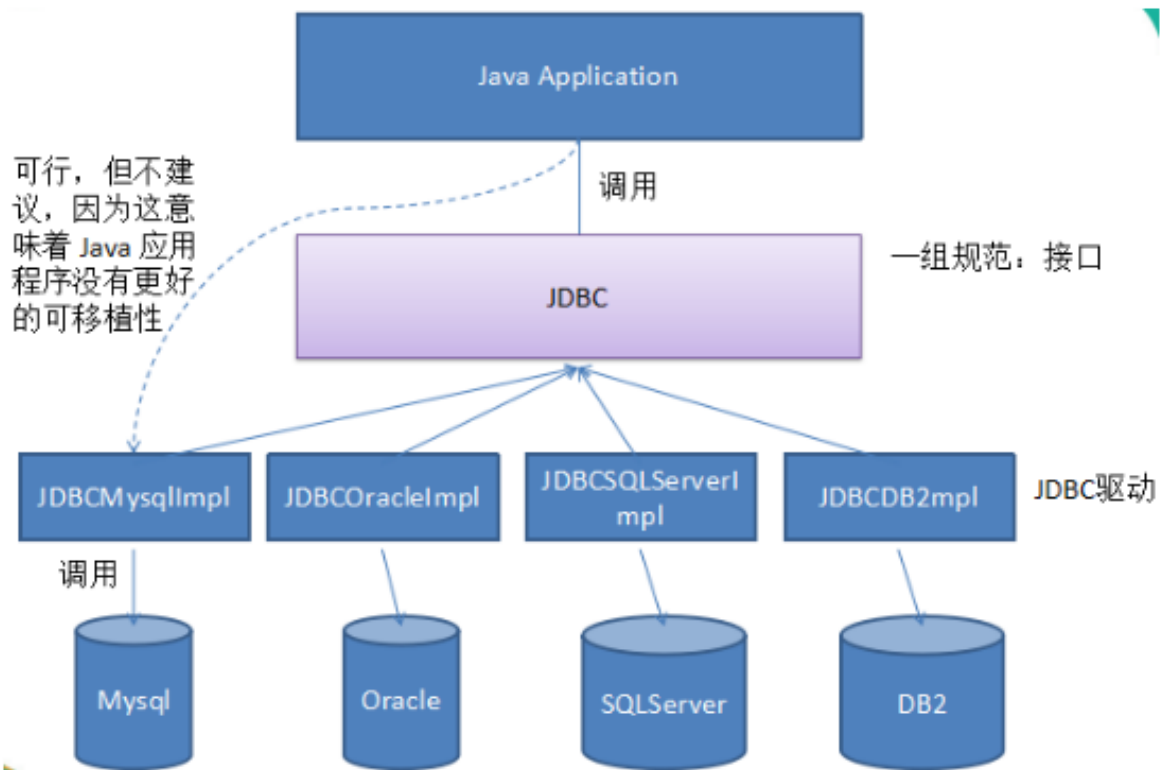 Java Application
可行，但不建
议，因为这意
味着 Java 应用
程序没有更好
的可移植性
调用
JDBC
一组规范：接口
JDBCMysqlImpl
JDBCOracleImpl
JDBCSQLServerI
mpl
JDBCDB2mpl
JDBC驱动
调用
Mysql
Oracle
SQLServer
DB2